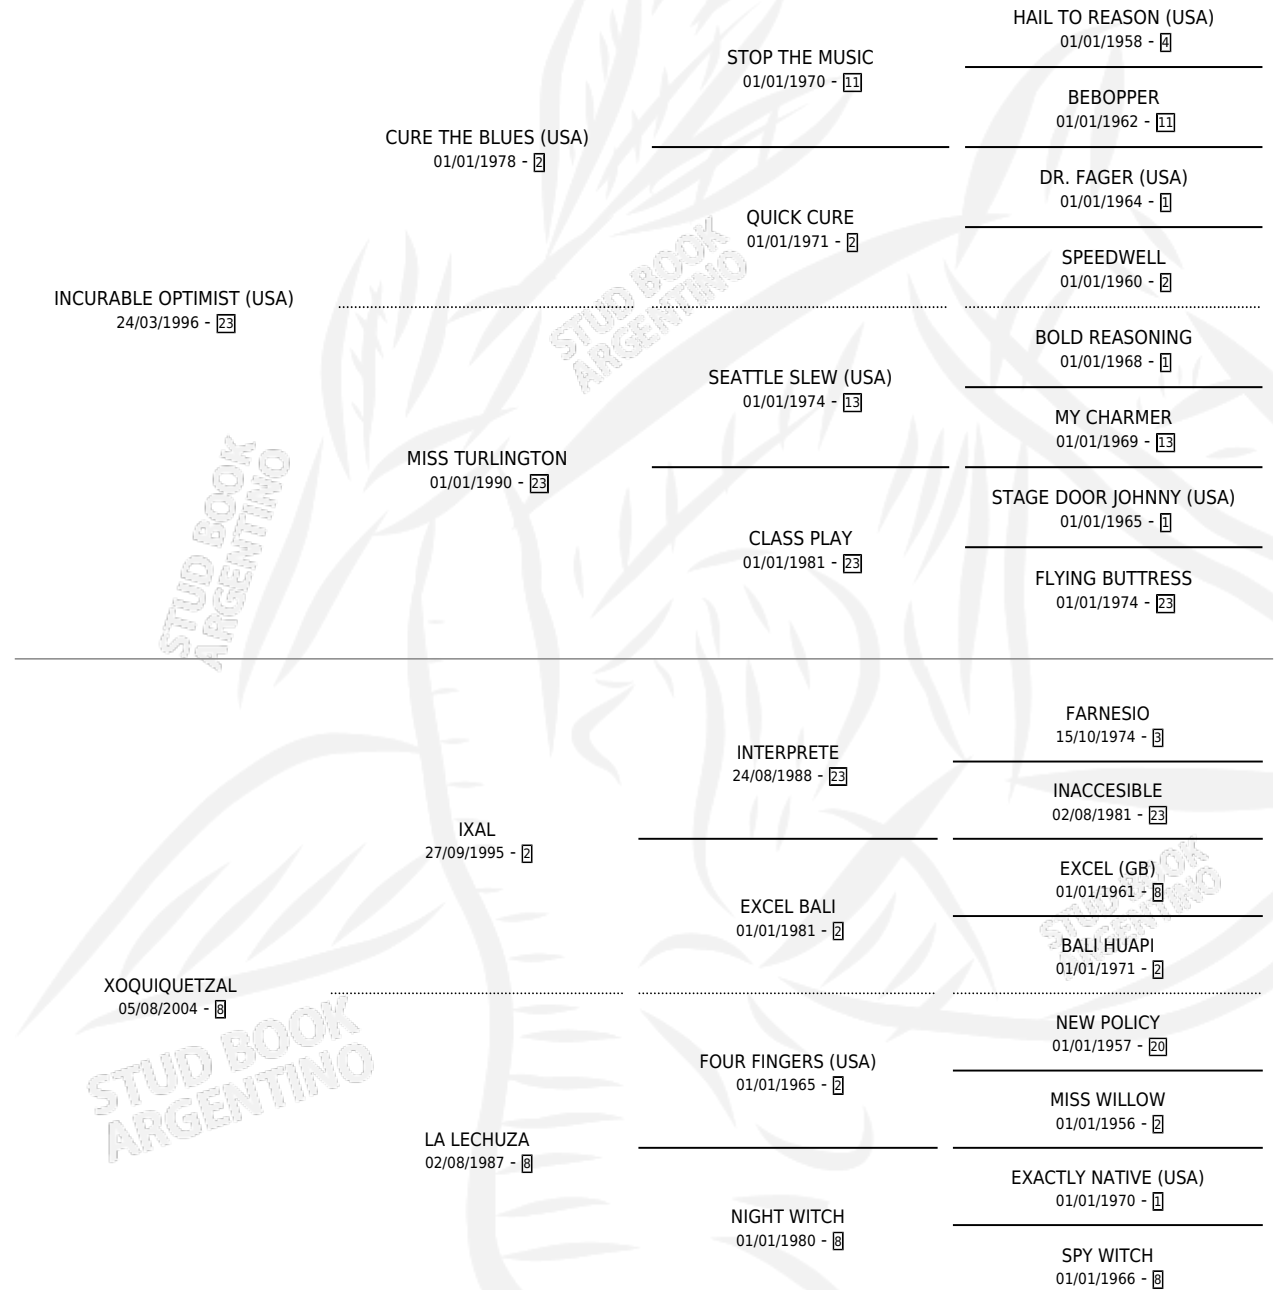 HAIL TO REASON (USA)
01/01/1958 - 4
STOP THE MUSIC
01/01/1970 - 11
BEBOPPER
01/01/1962 - 11
CURE THE BLUES (USA)
01/01/1978 - 2
DR. FAGER (USA)
01/01/1964 - 1
QUICK CURE
01/01/1971 - 2
SPEEDWELL
01/01/1960 - 2
INCURABLE OPTIMIST (USA)
24/03/1996 - 23
BOLD REASONING
01/01/1968 - 1
SEATTLE SLEW (USA)
01/01/1974 - 13
MY CHARMER
01/01/1969 - 13
MISS TURLINGTON
01/01/1990 - 23
STAGE DOOR JOHNNY (USA)
01/01/1965 - 1
CLASS PLAY
01/01/1981 - 23
FLYING BUTTRESS
01/01/1974 - 23
FARNESIO
15/10/1974 - 3
INTERPRETE
24/08/1988 - 23
INACCESIBLE
02/08/1981 - 23
IXAL
27/09/1995 - 2
EXCEL (GB)
01/01/1961 - 8
EXCEL BALI
01/01/1981 - 2
BALI HUAPI
01/01/1971 - 2
XOQUIQUETZAL
05/08/2004 - 8
NEW POLICY
01/01/1957 - 20
FOUR FINGERS (USA)
01/01/1965 - 2
MISS WILLOW
01/01/1956 - 2
LA LECHUZA
02/08/1987 - 8
EXACTLY NATIVE (USA)
01/01/1970 - 1
NIGHT WITCH
01/01/1980 - 8
SPY WITCH
01/01/1966 - 8
STUD BOOK
ARGENTINO
STUD BOOK
ARGENTINO
STUD BOOK
ARGENTINO
STUD BOOK
ARGENTINO